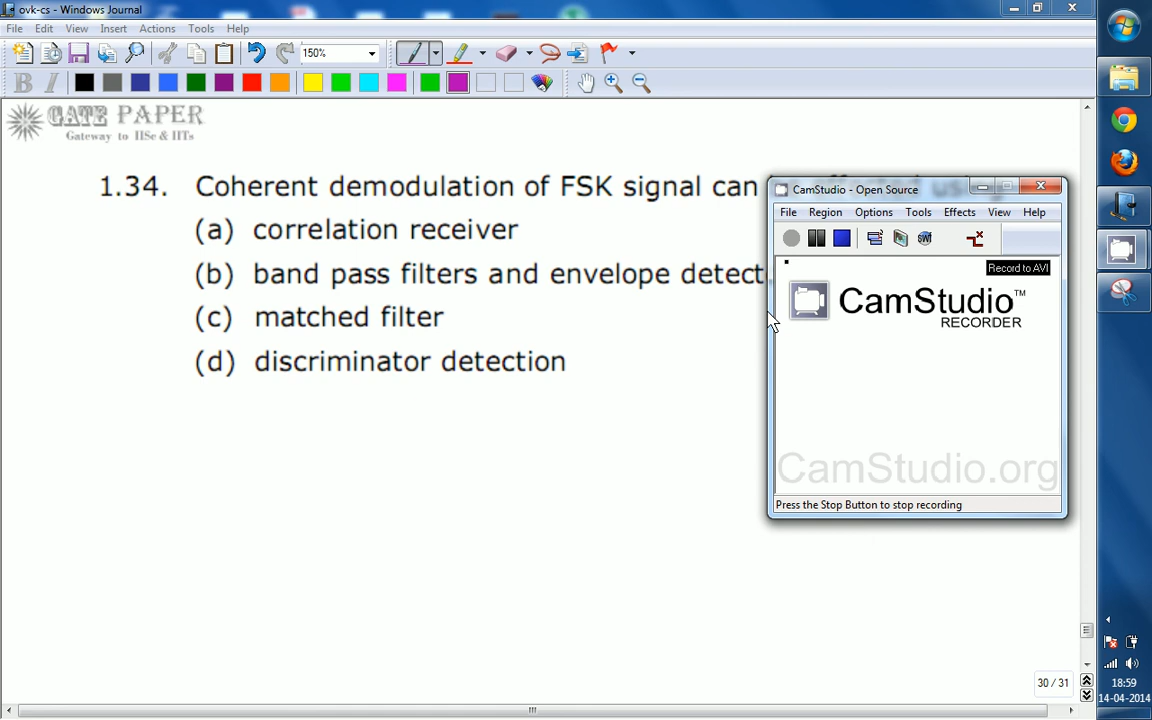 ovk-cs - Windows Journal
File Edit View Insert Actions Tools Help
150%
B I
GATE PAPER
Gateway to IISc & IITs
1.34. Coherent demodulation of FSK signal can
(a) correlation receiver
(b) band pass filters and envelope detect
(c) matched filter
(d) discriminator detection
CamStudio - Open Source
File Region Options Tools Effects View Help
SWF
Record to AVI
CamStudio™
RECORDER
CamStudio.org
Press the Stop Button to stop recording
30 / 31
18:59
14-04-2014